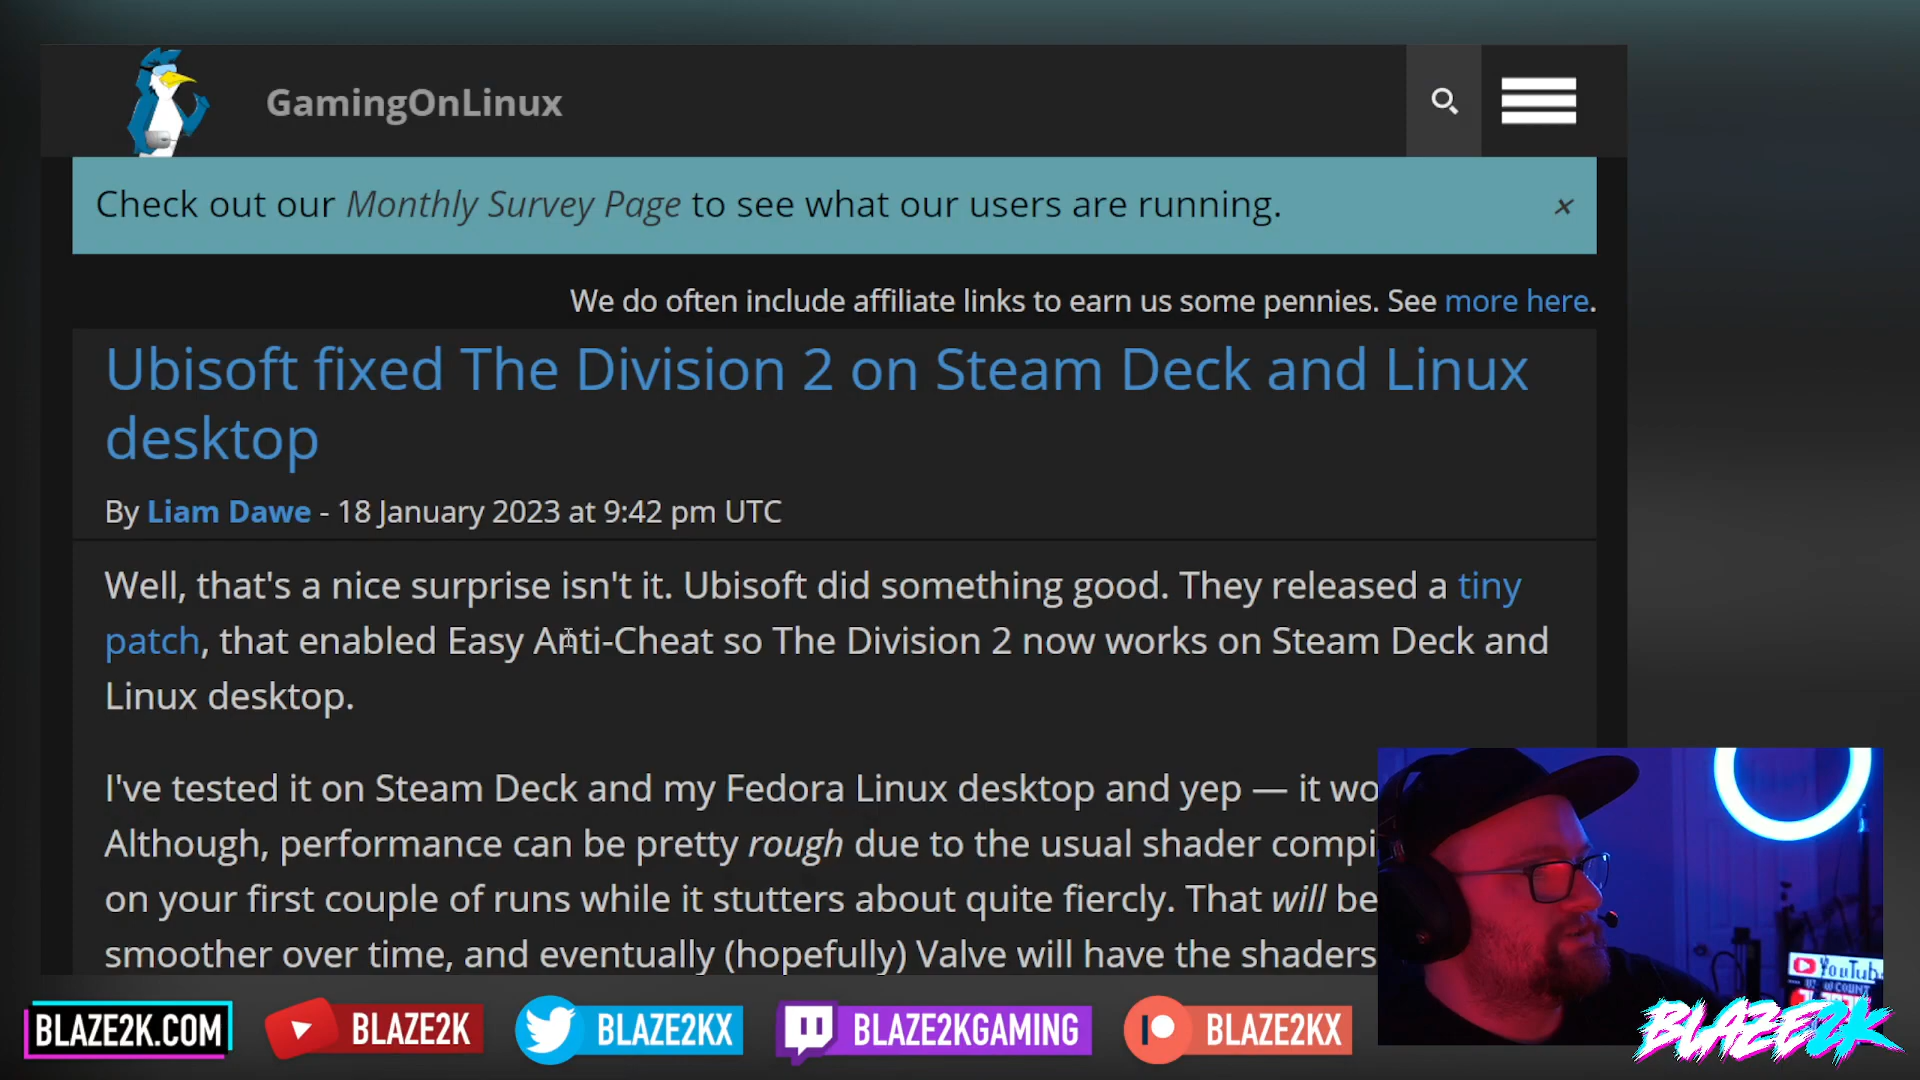 GamingOnLinux
Check out our Monthly Survey Page to see what our users are running.
×
We do often include affiliate links to earn us some pennies. See more here.
Ubisoft fixed The Division 2 on Steam Deck and Linux
desktop
By Liam Dawe - 18 January 2023 at 9:42 pm UTC
Well, that's a nice surprise isn't it. Ubisoft did something good. They released a tiny
patch, that enabled Easy Anti-Cheat so The Division 2 now works on Steam Deck and
Linux desktop.
I've tested it on Steam Deck and my Fedora Linux desktop and yep — it wo
Although, performance can be pretty rough due to the usual shader compi
on your first couple of runs while it stutters about quite fiercly. That will be
smoother over time, and eventually (hopefully) Valve will have the shaders
YouTub
BLAZE2K.COM
BLAZE2K
BLAZE2KX
BLAZE2KGAMING
BLAZE2KX
BLAZE2K